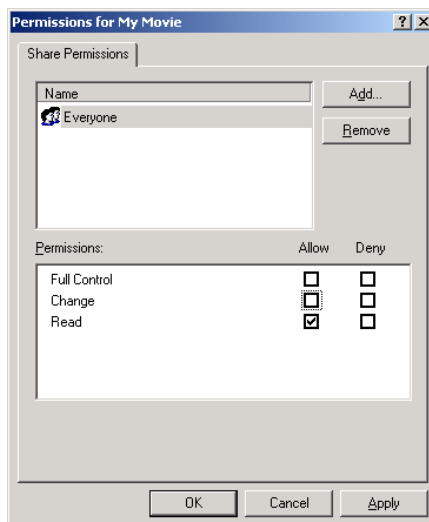 Permissions for My Movie
Share Permissions
Name
Add...
Everyone
Remove
Permissions: Allow Deny
Full Control
Change
Read
OK Cancel Apply